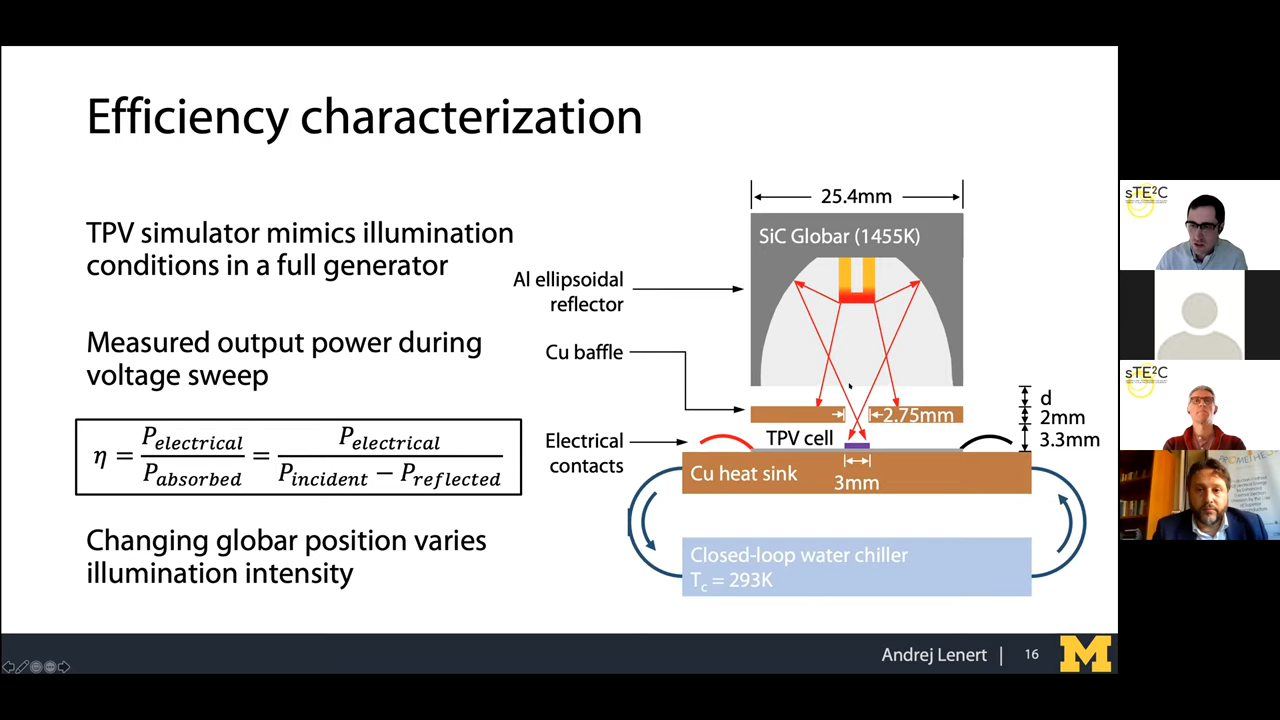 Efficiency characterization
TPV simulator mimics illumination
conditions in a full generator
Measured output power during
voltage sweep
η = P_electrical / P_absorbed = P_electrical / (P_incident − P_reflected)
Changing globar position varies
illumination intensity
25.4mm
SiC Globar (1455K)
Al ellipsoidal
reflector
Cu baffle
2.75mm
d
2mm
3.3mm
Electrical
contacts
TPV cell
Cu heat sink
3mm
Closed-loop water chiller
T_c = 293K
Andrej Lenert | 16
M
sTE²C
sTE²C